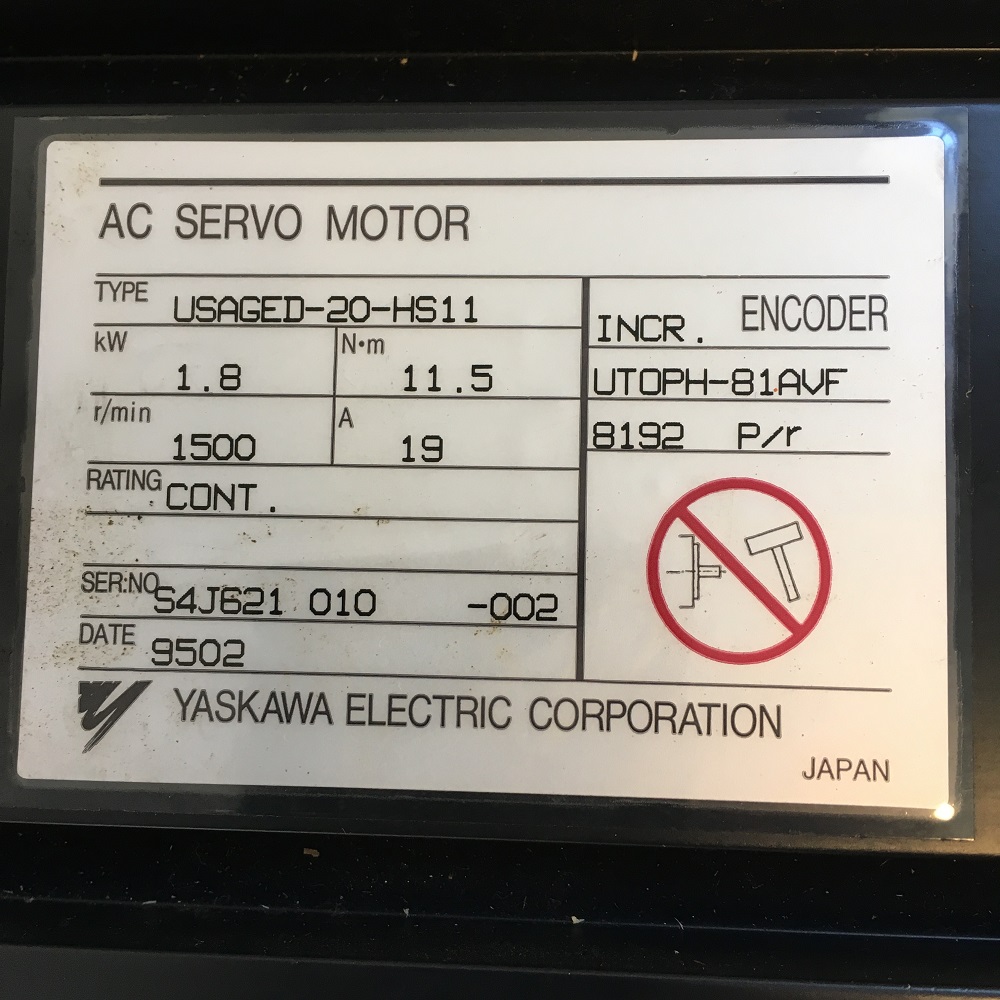 AC SERVO MOTOR
TYPE USAGED-20-HS11
kW 1.8 N·m 11.5
r/min 1500 A 19
RATING CONT.
SER:NO S4J621 010 -002
DATE 9502
INCR. ENCODER
UTOPH-81AVF
8192 P/r
YASKAWA ELECTRIC CORPORATION
JAPAN